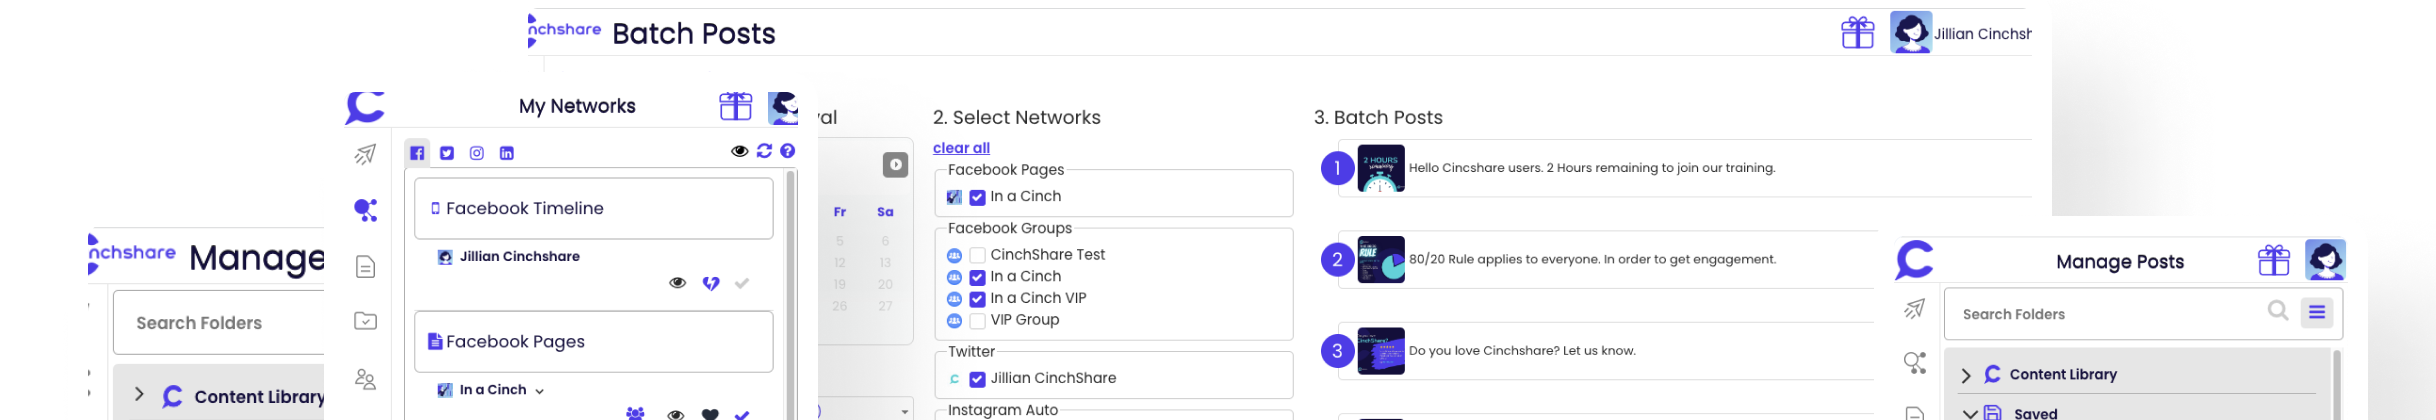 nchshare Batch Posts
Jillian Cinchsh
My Networks
2. Select Networks
clear all
Facebook Pages
In a Cinch
Facebook Groups
CinchShare Test
In a Cinch
In a Cinch VIP
VIP Group
Twitter
Jillian CinchShare
Instagram Auto
3. Batch Posts
1
2 HOURS
Hello Cincshare users. 2 Hours remaining to join our training.
2
RULE
80/20 Rule applies to everyone. In order to get engagement.
3
Do you love Cinchshare? Let us know.
val
Fr Sa
5 6
12 13
19 20
26 27
Facebook Timeline
Jillian Cinchshare
Facebook Pages
In a Cinch
nchshare Manage
Search Folders
Content Library
Manage Posts
Search Folders
Content Library
Saved